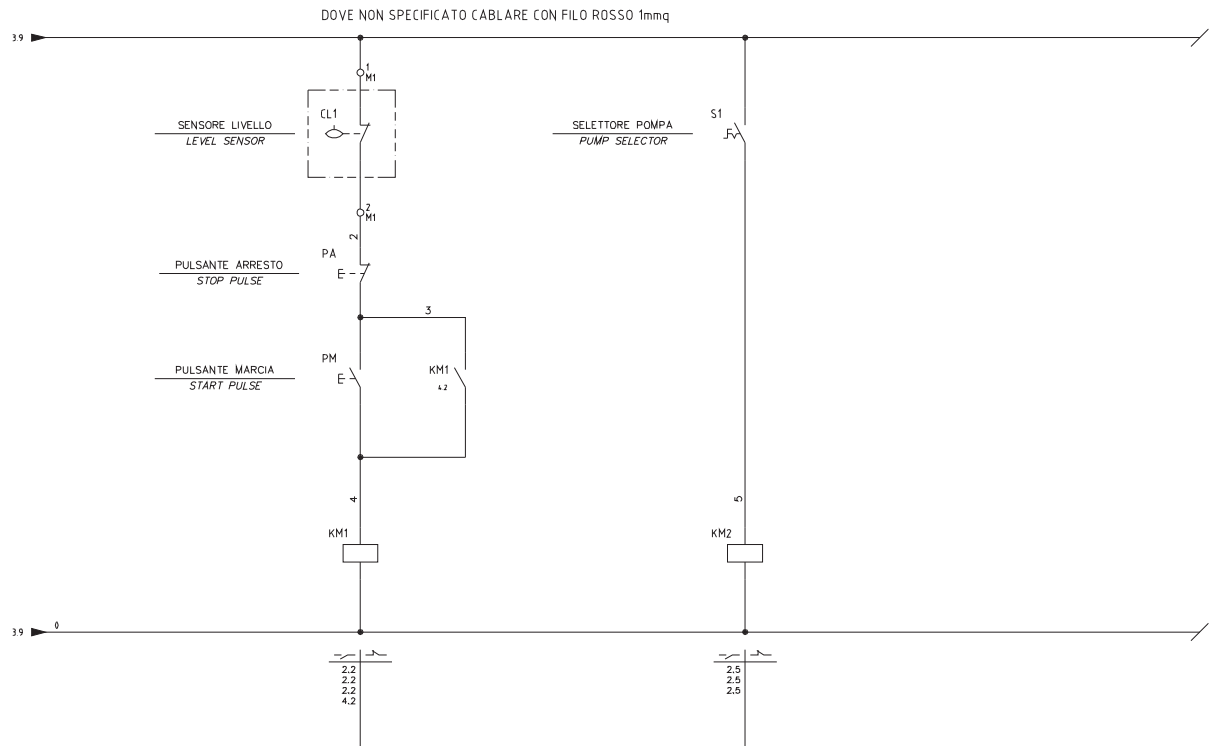 DOVE NON SPECIFICATO CABLARE CON FILO ROSSO 1mmq
3.9
1
M1
CL1
SENSORE LIVELLO
LEVEL SENSOR
S1
SELETTORE POMPA
PUMP SELECTOR
2
M1
2
PA
PULSANTE ARRESTO
STOP PULSE
3
PM
PULSANTE MARCIA
START PULSE
KM1
4.2
4
5
KM1
KM2
3.9
0
2.2
2.2
2.2
4.2
2.5
2.5
2.5